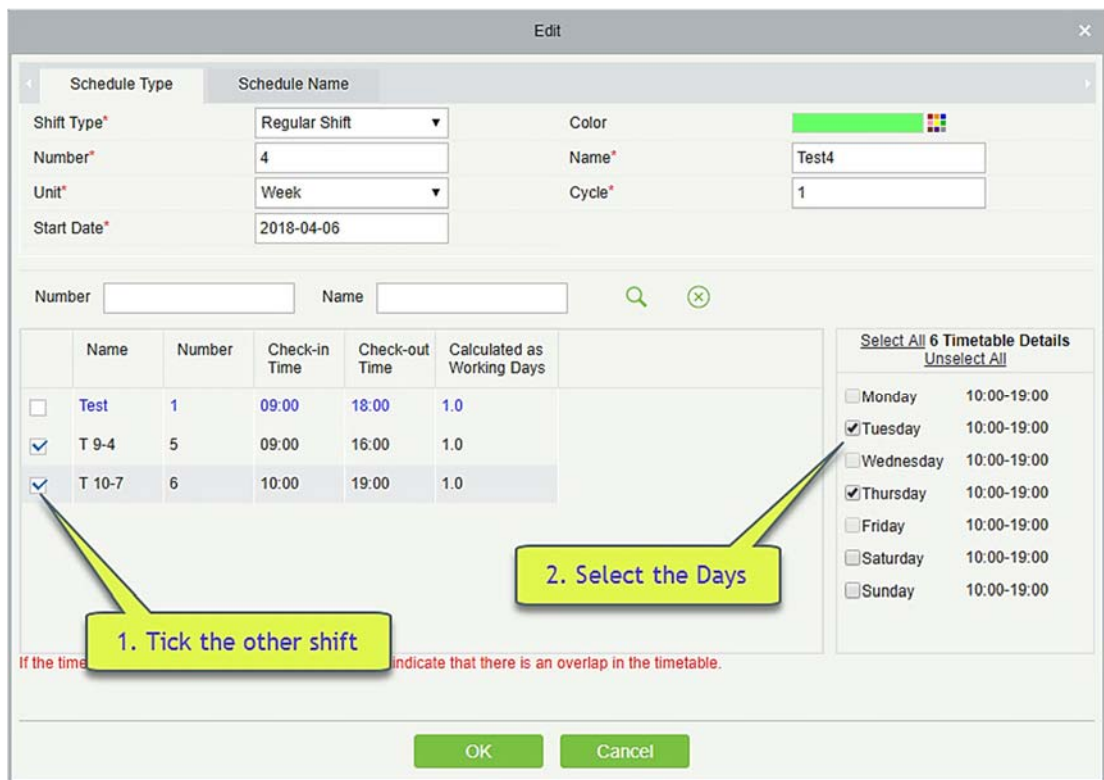 Edit
Schedule Type Schedule Name
Shift Type* Regular Shift Color
Number* 4 Name* Test4
Unit* Week Cycle* 1
Start Date* 2018-04-06
Number Name
Name Number Check-in Time Check-out Time Calculated as Working Days
Test 1 09:00 18:00 1.0
T 9-4 5 09:00 16:00 1.0
T 10-7 6 10:00 19:00 1.0
Select All 6 Timetable Details
Unselect All
Monday 10:00-19:00
Tuesday 10:00-19:00
Wednesday 10:00-19:00
Thursday 10:00-19:00
Friday 10:00-19:00
Saturday 10:00-19:00
Sunday 10:00-19:00
2. Select the Days
1. Tick the other shift
If the time indicate that there is an overlap in the timetable.
OK Cancel